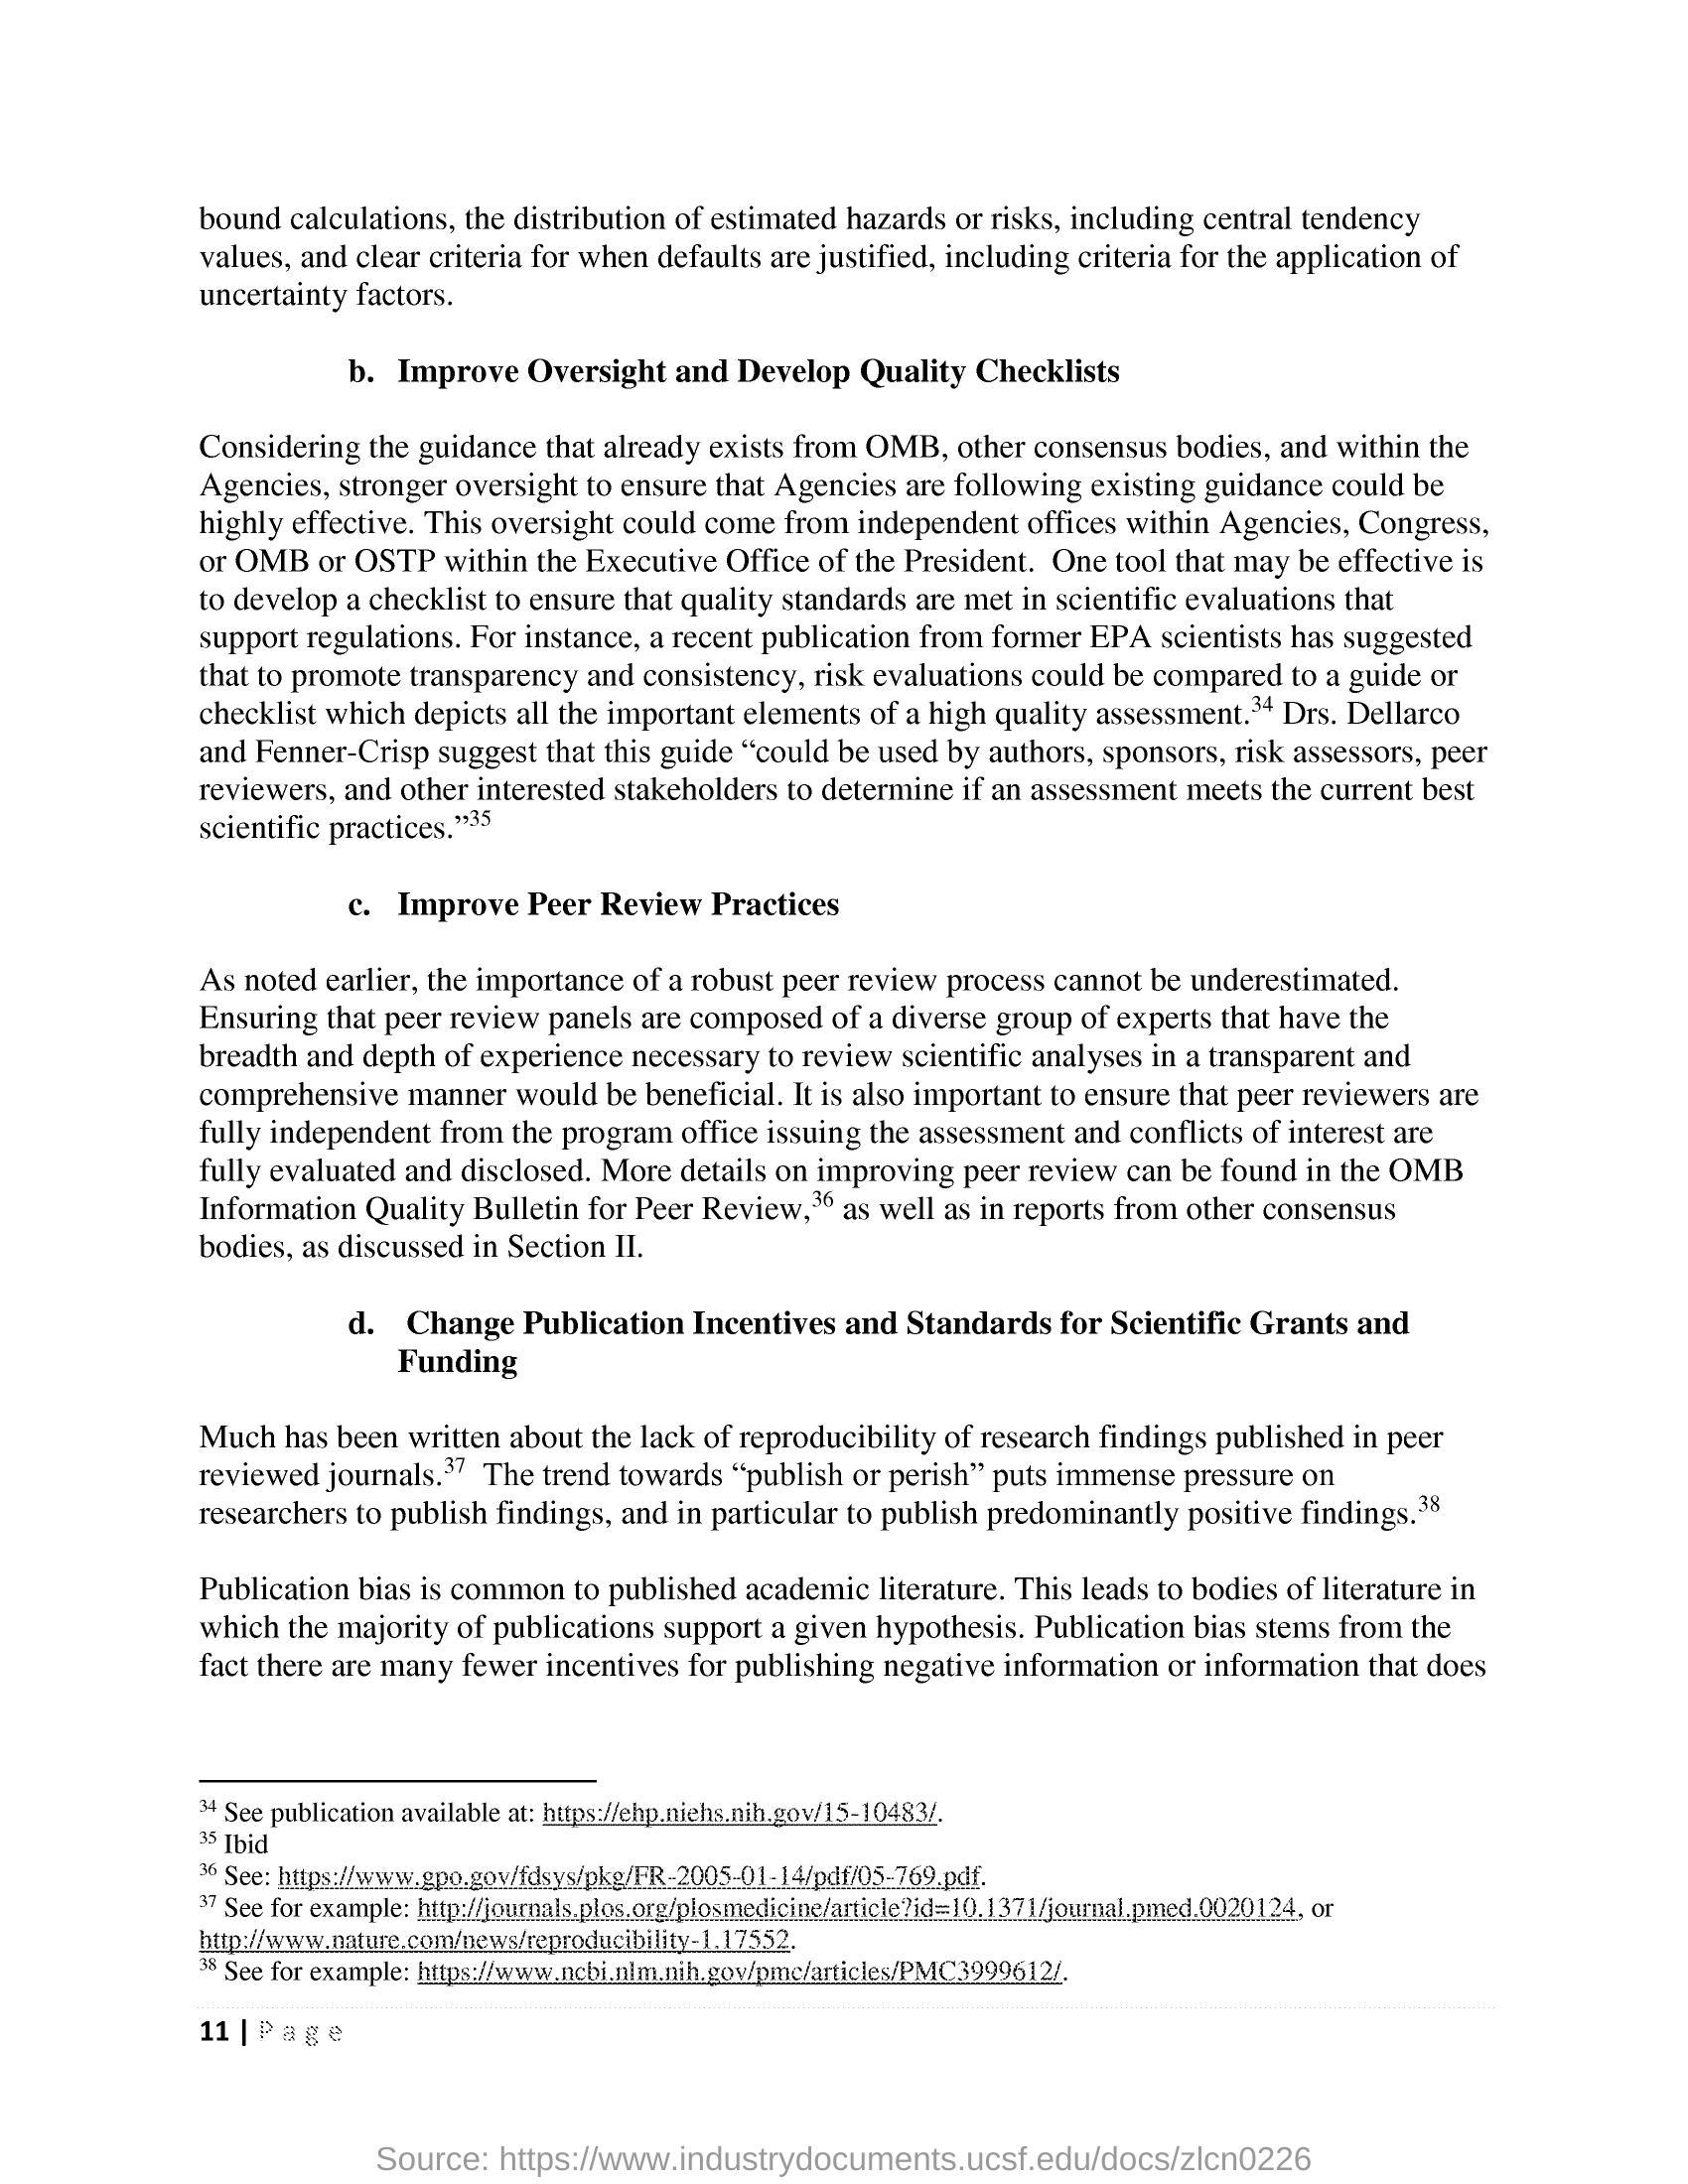 bound calculations, the distribution of estimated hazards or risks, including central tendency
values, and clear criteria for when defaults are justified, including criteria for the application of
uncertainty factors.
b. Improve Oversight and Develop Quality Checklists
Considering the guidance that already exists from OMB, other consensus bodies, and within the
Agencies, stronger oversight to ensure that Agencies are following existing guidance could be
highly effective. This oversight could come from independent offices within Agencies, Congress,
or OMB or OSTP within the Executive Office of the President. One tool that may be effective is
to develop a checklist to ensure that quality standards are met in scientific evaluations that
support regulations. For instance, a recent publication from former EPA scientists has suggested
that to promote transparency and consistency, risk evaluations could be compared to a guide or
checklist which depicts all the important elements of a high quality assessment.34 Drs. Dellarco
and Fenner-Crisp suggest that this guide “could be used by authors, sponsors, risk assessors, peer
reviewers, and other interested stakeholders to determine if an assessment meets the current best
scientific practices.”35
c. Improve Peer Review Practices
As noted earlier, the importance of a robust peer review process cannot be underestimated.
Ensuring that peer review panels are composed of a diverse group of experts that have the
breadth and depth of experience necessary to review scientific analyses in a transparent and
comprehensive manner would be beneficial. It is also important to ensure that peer reviewers are
fully independent from the program office issuing the assessment and conflicts of interest are
fully evaluated and disclosed. More details on improving peer review can be found in the OMB
Information Quality Bulletin for Peer Review,36 as well as in reports from other consensus
bodies, as discussed in Section II.
d. Change Publication Incentives and Standards for Scientific Grants and
Funding
Much has been written about the lack of reproducibility of research findings published in peer
reviewed journals.37 The trend towards “publish or perish” puts immense pressure on
researchers to publish findings, and in particular to publish predominantly positive findings.38
Publication bias is common to published academic literature. This leads to bodies of literature in
which the majority of publications support a given hypothesis. Publication bias stems from the
fact there are many fewer incentives for publishing negative information or information that does
34 See publication available at: https://ehp.niehs.nih.gov/15-10483/.
35 Ibid
36 See: https://www.gpo.gov/fdsys/pkg/FR-2005-01-14/pdf/05-769.pdf.
37 See for example: http://journals.plos.org/plosmedicine/article?id=10.1371/journal.pmed.0020124, or
http://www.nature.com/news/reproducibility-1.17552.
38 See for example: https://www.ncbi.nlm.nih.gov/pmc/articles/PMC3999612/.
11 | Page
Source: https://www.industrydocuments.ucsf.edu/docs/zlcn0226